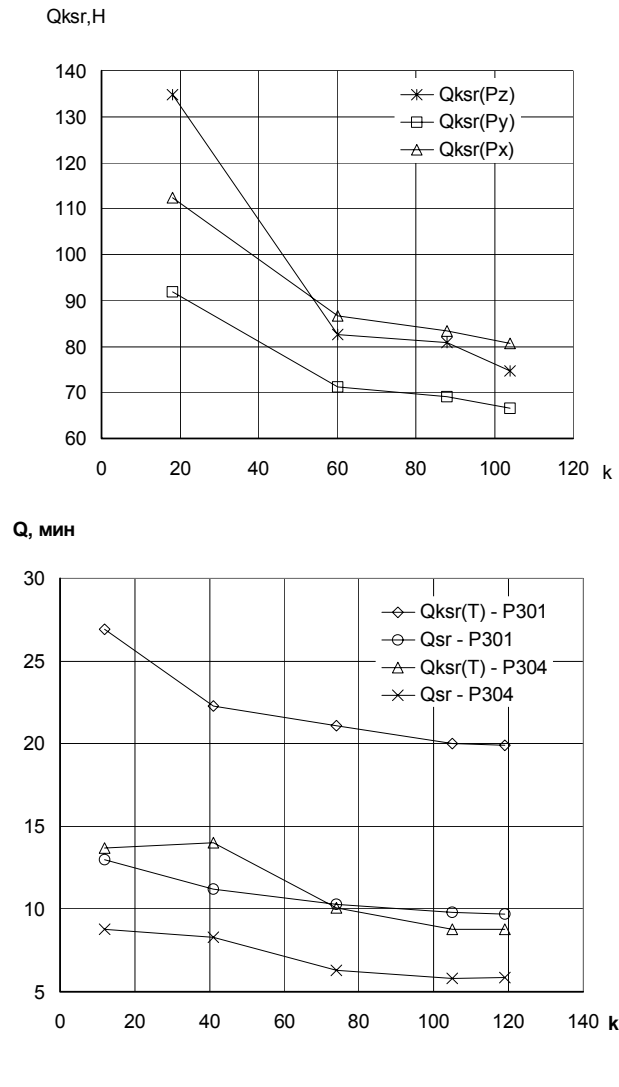 Qksr,Н
140
130
120
110
100
90
80
70
60
Qksr(Pz)
Qksr(Py)
Qksr(Px)
0 20 40 60 80 100 120 k
Q, мин
30
25
20
15
10
5
Qksr(T) - P301
Qsr - P301
Qksr(T) - P304
Qsr - P304
0 20 40 60 80 100 120 140 k